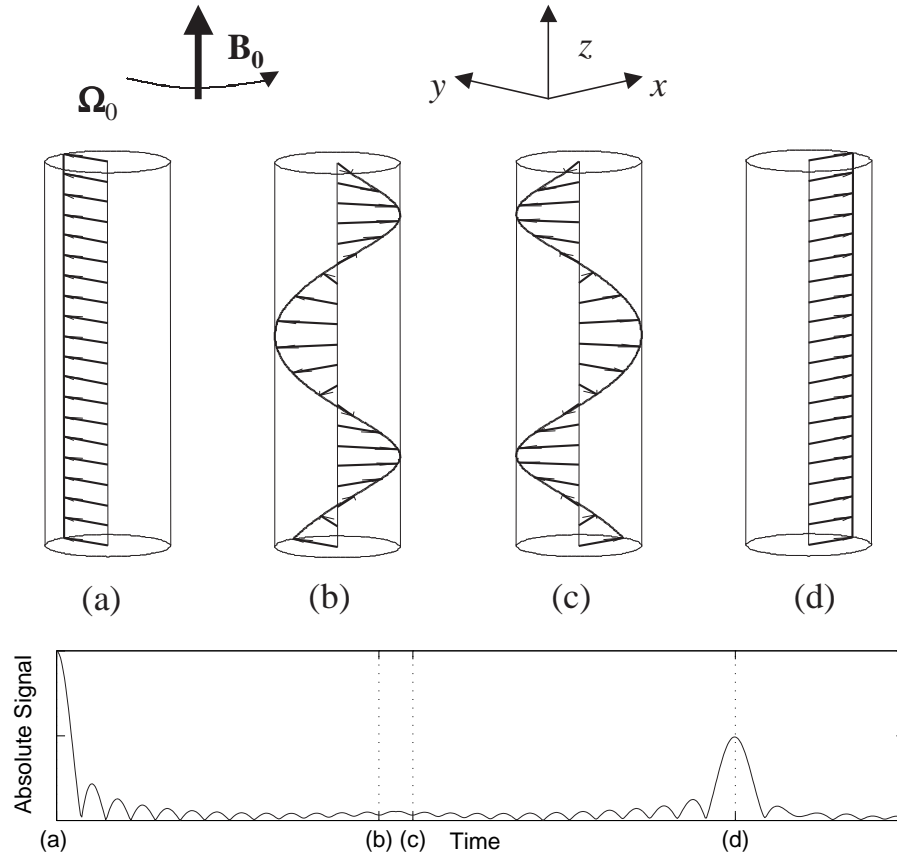 B₀
Ω₀
z
y
x
(a)
(b)
(c)
(d)
Absolute Signal
(a)
(b)
(c)
Time
(d)